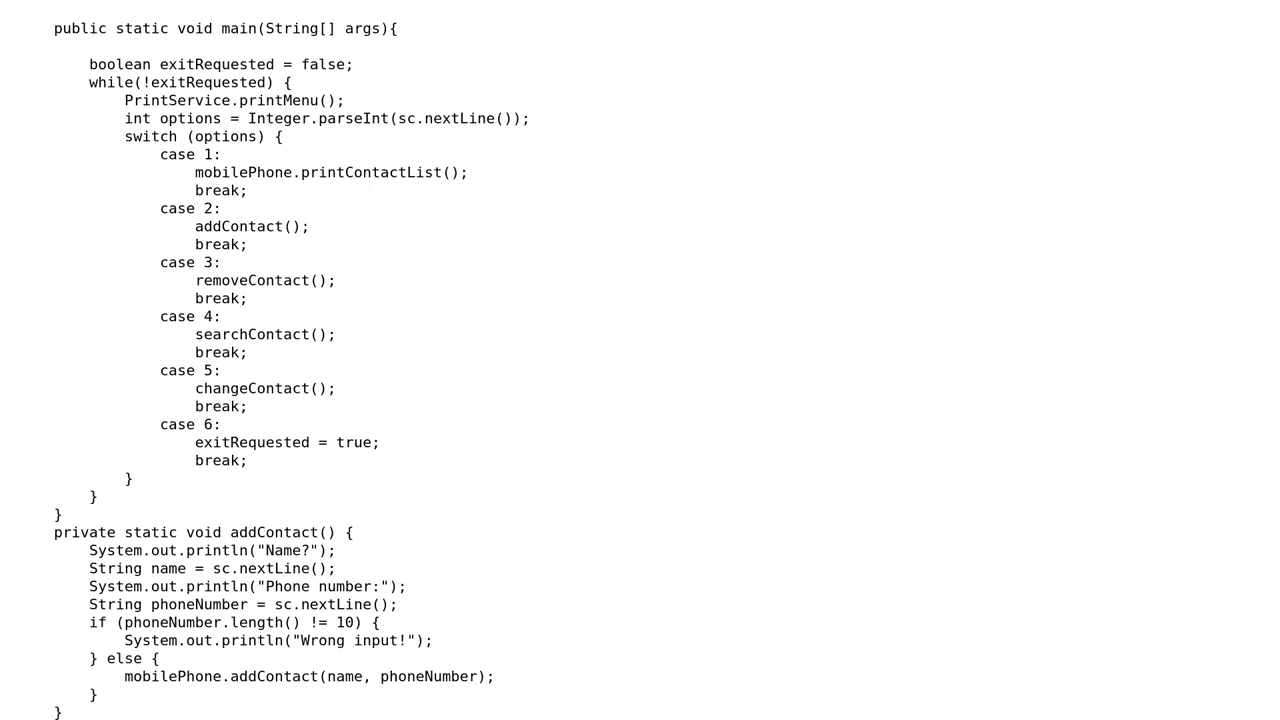 public static void main(String[] args){

    boolean exitRequested = false;
    while(!exitRequested) {
        PrintService.printMenu();
        int options = Integer.parseInt(sc.nextLine());
        switch (options) {
            case 1:
                mobilePhone.printContactList();
                break;
            case 2:
                addContact();
                break;
            case 3:
                removeContact();
                break;
            case 4:
                searchContact();
                break;
            case 5:
                changeContact();
                break;
            case 6:
                exitRequested = true;
                break;
        }
    }
}
private static void addContact() {
    System.out.println("Name?");
    String name = sc.nextLine();
    System.out.println("Phone number:");
    String phoneNumber = sc.nextLine();
    if (phoneNumber.length() != 10) {
        System.out.println("Wrong input!");
    } else {
        mobilePhone.addContact(name, phoneNumber);
    }
}